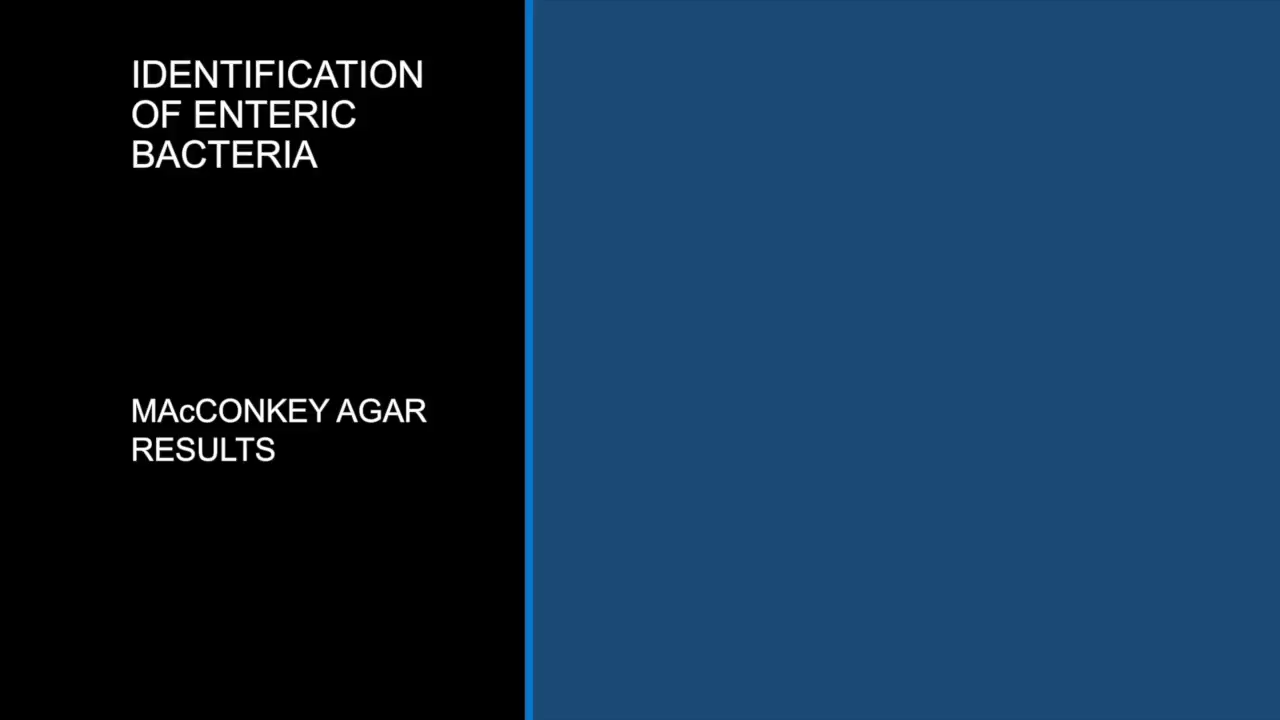 IDENTIFICATION
OF ENTERIC
BACTERIA
MAcCONKEY AGAR
RESULTS